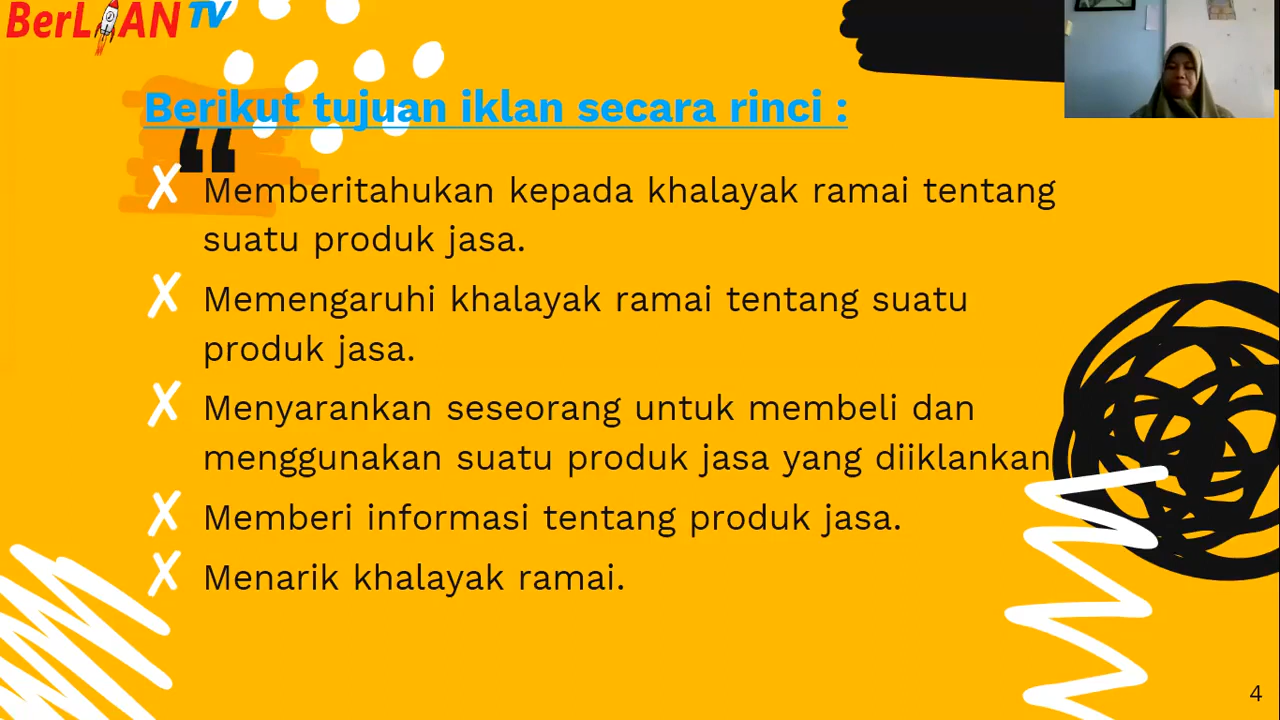 BerLIAN TV
Berikut tujuan iklan secara rinci :
“
✗ Memberitahukan kepada khalayak ramai tentang
suatu produk jasa.
✗ Memengaruhi khalayak ramai tentang suatu
produk jasa.
✗ Menyarankan seseorang untuk membeli dan
menggunakan suatu produk jasa yang diiklankan
✗ Memberi informasi tentang produk jasa.
✗ Menarik khalayak ramai.
4